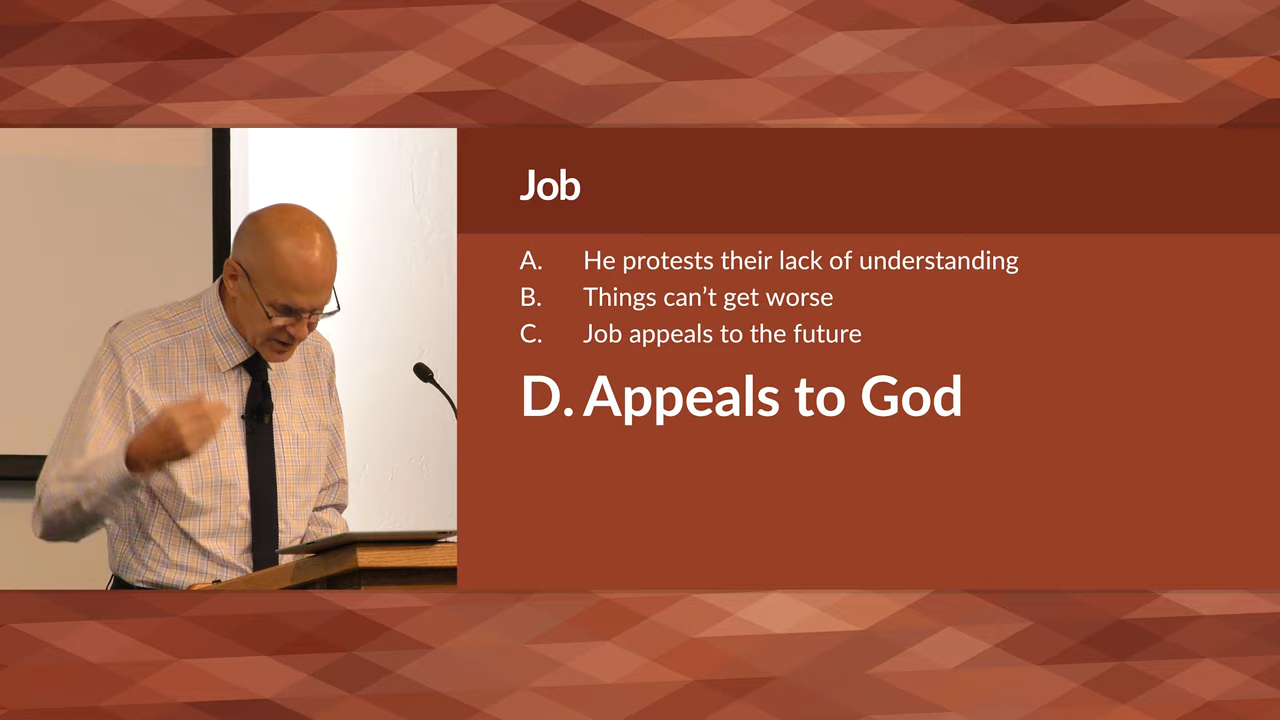 Job
A. He protests their lack of understanding
B. Things can’t get worse
C. Job appeals to the future
D. Appeals to God